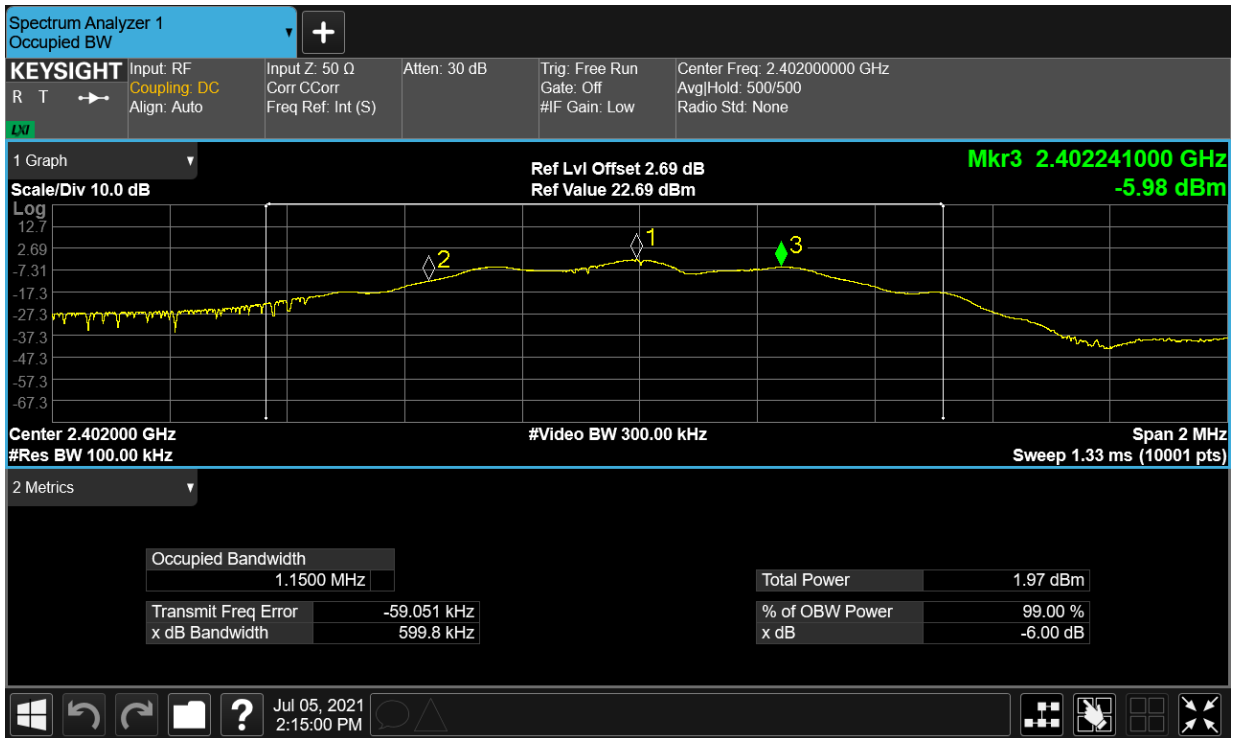 Spectrum Analyzer 1
Occupied BW
KEYSIGHT
R T
LXI
Input: RF
Coupling: DC
Align: Auto
Input Z: 50 Ω
Corr CCorr
Freq Ref: Int (S)
Atten: 30 dB
Trig: Free Run
Gate: Off
#IF Gain: Low
Center Freq: 2.402000000 GHz
Avg|Hold: 500/500
Radio Std: None
1 Graph
Scale/Div 10.0 dB
Ref Lvl Offset 2.69 dB
Ref Value 22.69 dBm
Mkr3 2.402241000 GHz
-5.98 dBm
Log
12.7
2.69
-7.31
-17.3
-27.3
-37.3
-47.3
-57.3
-67.3
2
1
3
Center 2.402000 GHz
#Video BW 300.00 kHz
Span 2 MHz
#Res BW 100.00 kHz
Sweep 1.33 ms (10001 pts)
2 Metrics
Occupied Bandwidth
1.1500 MHz
Total Power 1.97 dBm
Transmit Freq Error -59.051 kHz
% of OBW Power 99.00 %
x dB Bandwidth 599.8 kHz
x dB -6.00 dB
?
Jul 05, 2021
2:15:00 PM